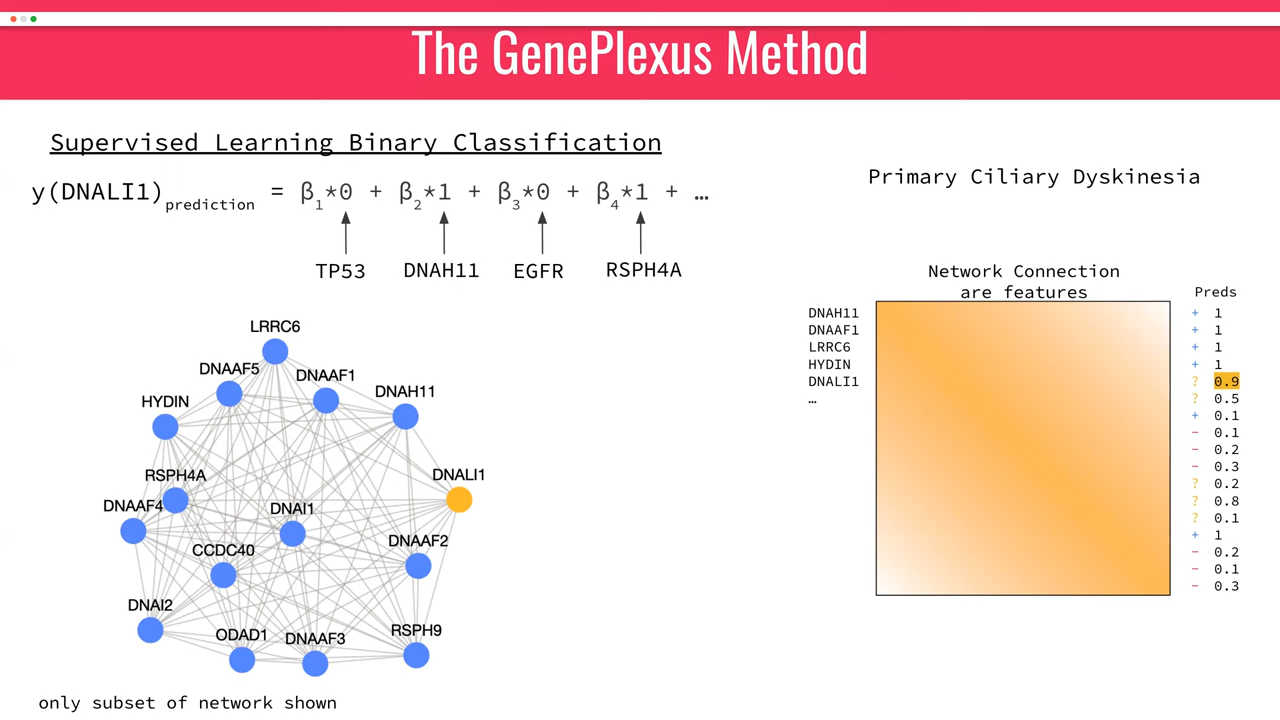 The GenePlexus Method
Supervised Learning Binary Classification
y(DNALI1)prediction = β1*0 + β2*1 + β3*0 + β4*1 + …
TP53 DNAH11 EGFR RSPH4A
LRRC6
DNAAF5
DNAAF1
DNAH11
HYDIN
RSPH4A
DNALI1
DNAAF4
DNAI1
DNAAF2
CCDC40
DNAI2
ODAD1
DNAAF3
RSPH9
only subset of network shown
Primary Ciliary Dyskinesia
Network Connection
are features
Preds
DNAH11 + 1
DNAAF1 + 1
LRRC6 + 1
HYDIN + 1
DNALI1 ? 0.9
… ? 0.5
+ 0.1
− 0.1
− 0.2
− 0.3
? 0.2
? 0.8
? 0.1
+ 1
− 0.2
− 0.1
− 0.3